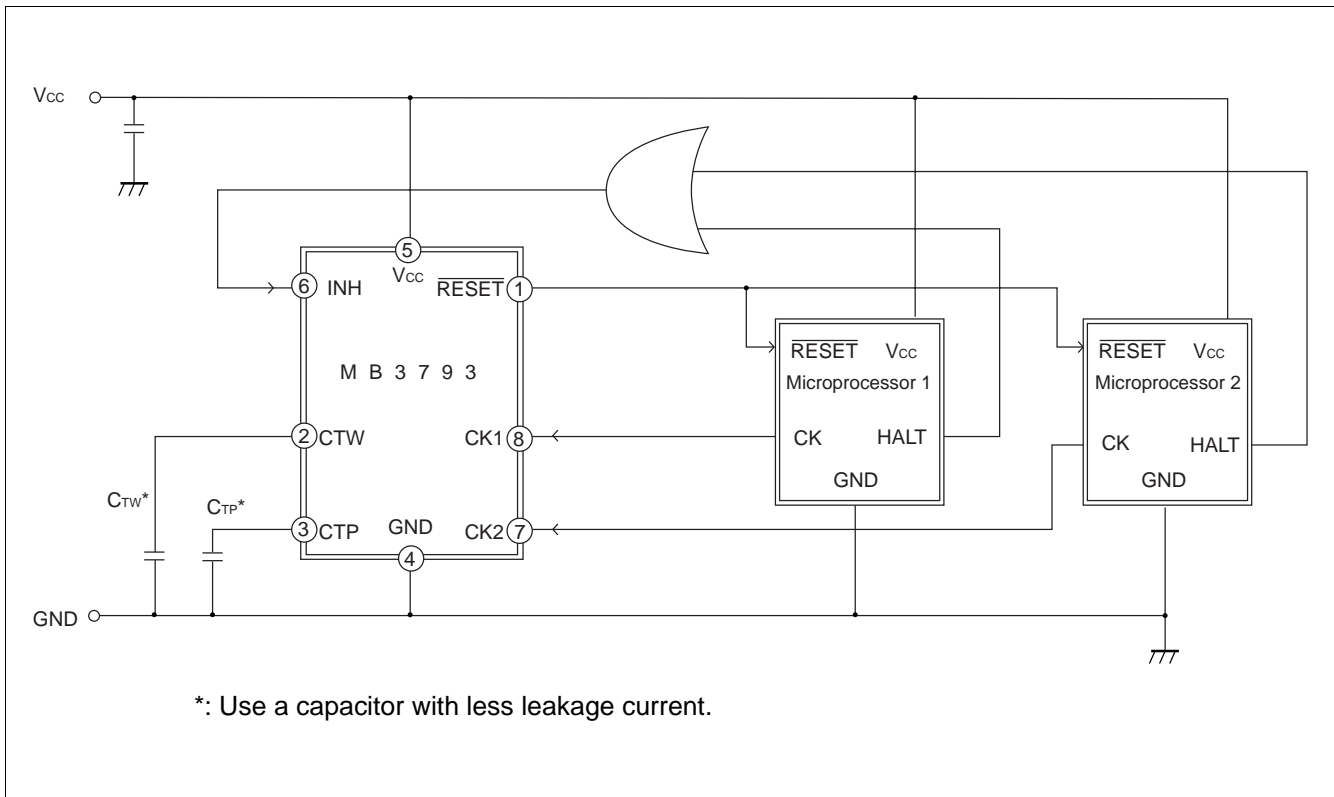 Vcc
5
Vcc
6 INH
RESET 1
M B 3 7 9 3
RESET Vcc
Microprocessor 1
RESET Vcc
Microprocessor 2
2 CTW
CK1 8
CK HALT
GND
CK HALT
GND
CTW*
CTP*
3 CTP
GND
4
CK2 7
GND
*: Use a capacitor with less leakage current.